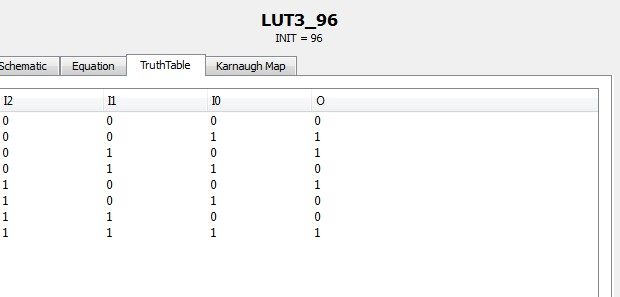 LUT3_96
INIT = 96
Schematic Equation TruthTable Karnaugh Map
I2 I1 I0 O
0 0 0 0
0 0 1 1
0 1 0 1
0 1 1 0
1 0 0 1
1 0 1 0
1 1 0 0
1 1 1 1